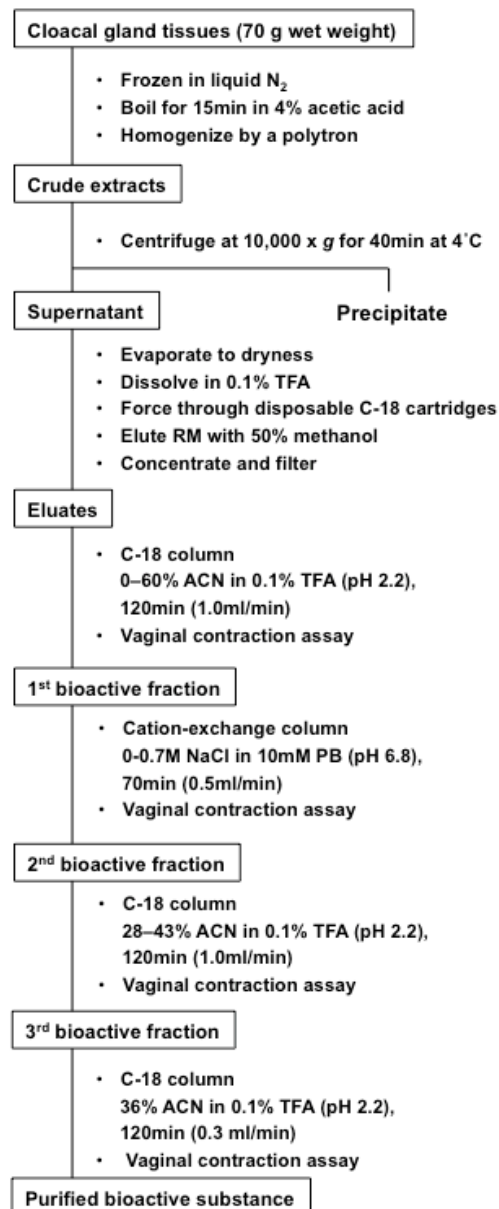 Cloacal gland tissues (70 g wet weight)
• Frozen in liquid N₂
• Boil for 15min in 4% acetic acid
• Homogenize by a polytron
Crude extracts
• Centrifuge at 10,000 x g for 40min at 4˚C
Supernatant
Precipitate
• Evaporate to dryness
• Dissolve in 0.1% TFA
• Force through disposable C-18 cartridges
• Elute RM with 50% methanol
• Concentrate and filter
Eluates
• C-18 column
0–60% ACN in 0.1% TFA (pH 2.2),
120min (1.0ml/min)
• Vaginal contraction assay
1st bioactive fraction
• Cation-exchange column
0-0.7M NaCl in 10mM PB (pH 6.8),
70min (0.5ml/min)
• Vaginal contraction assay
2nd bioactive fraction
• C-18 column
28–43% ACN in 0.1% TFA (pH 2.2),
120min (1.0ml/min)
• Vaginal contraction assay
3rd bioactive fraction
• C-18 column
36% ACN in 0.1% TFA (pH 2.2),
120min (0.3 ml/min)
• Vaginal contraction assay
Purified bioactive substance